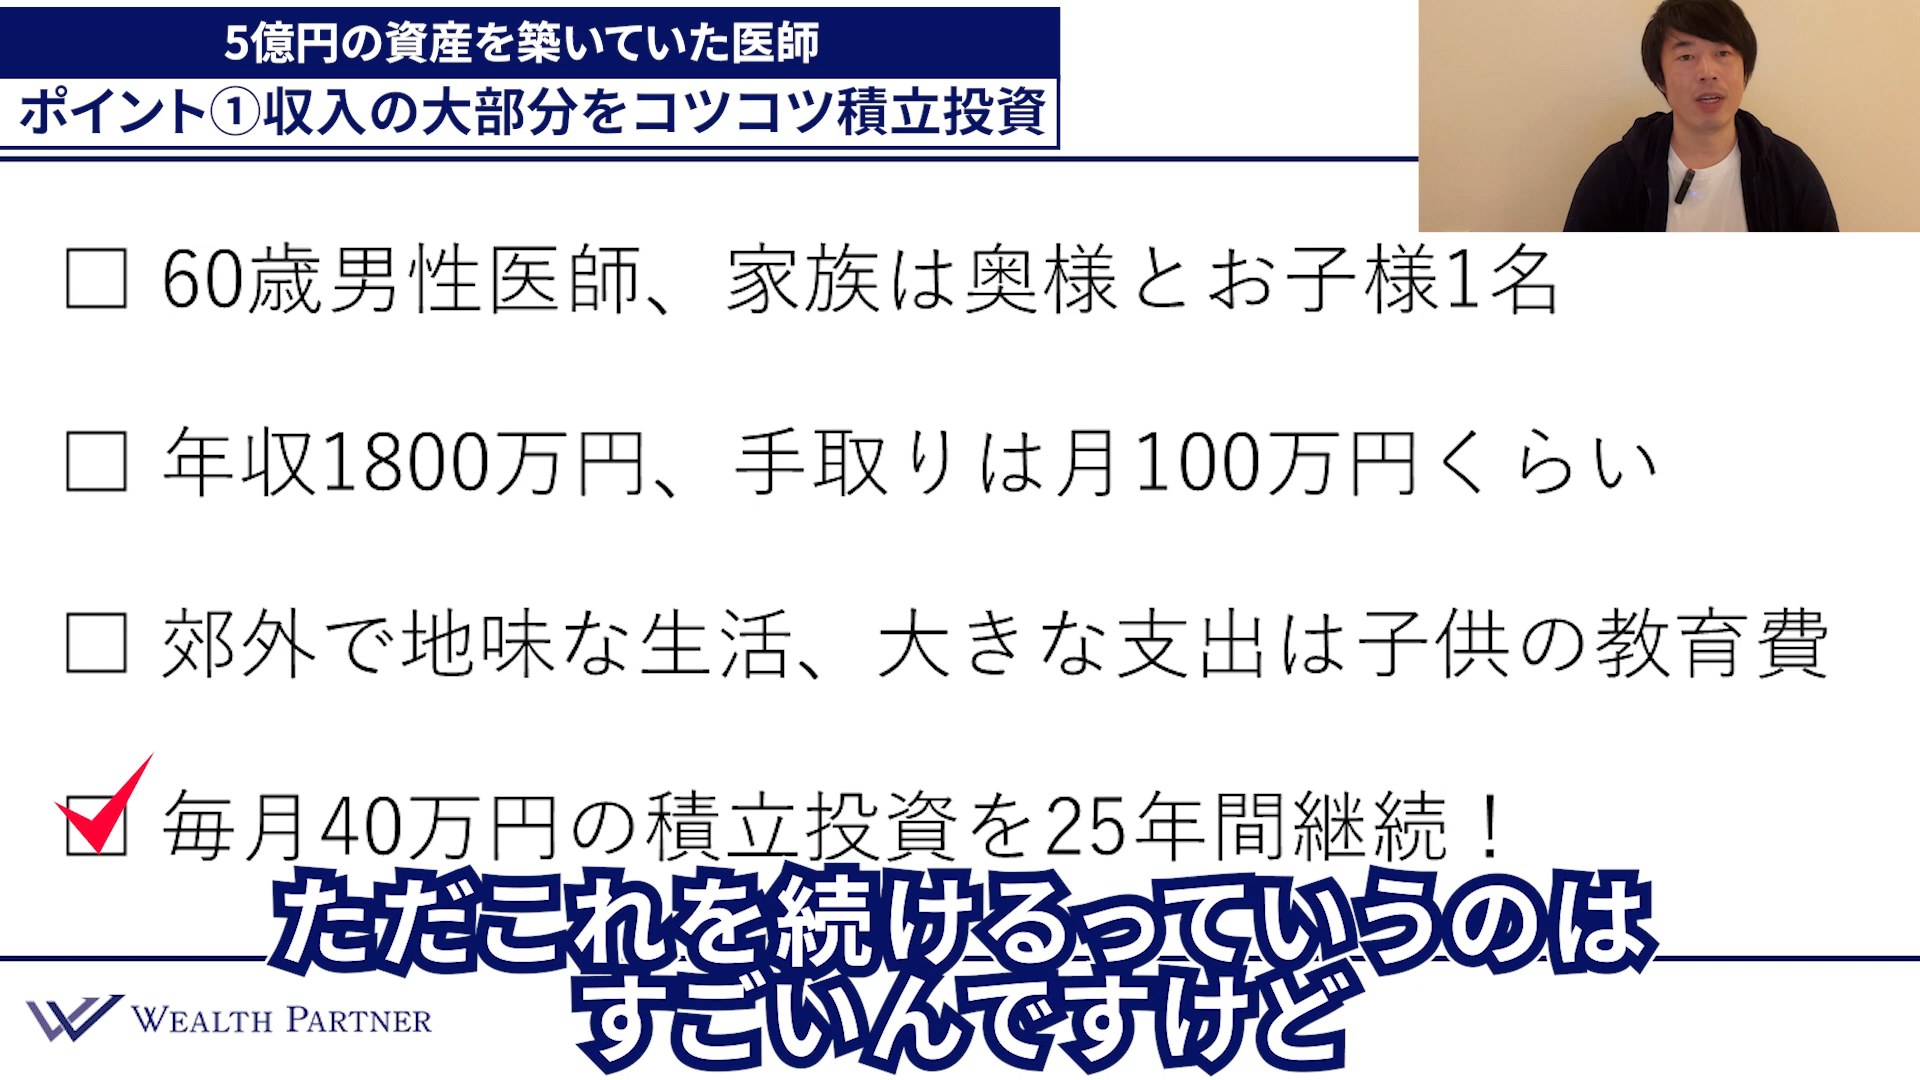 5億円の資産を築いていた医師
ポイント①収入の大部分をコツコツ積立投資
□ 60歳男性医師、家族は奥様とお子様1名
□ 年収1800万円、手取りは月100万円くらい
□ 郊外で地味な生活、大きな支出は子供の教育費
☑ 毎月40万円の積立投資を25年間継続！
ただこれを続けるっていうのは
すごいんですけど
WEALTH PARTNER